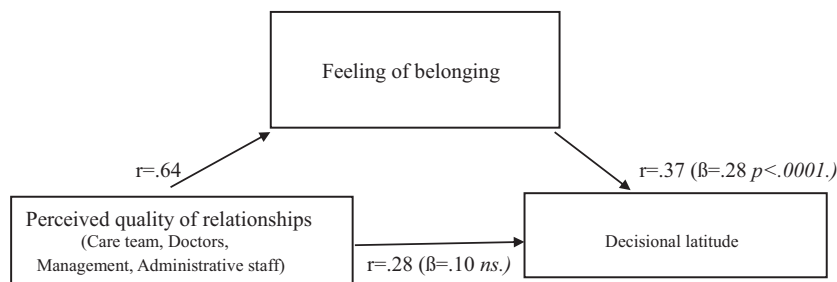 Feeling of belonging
r=.64
r=.37 (ß=.28 p<.0001.)
Perceived quality of relationships
(Care team, Doctors,
Management, Administrative staff)
Decisional latitude
r=.28 (ß=.10 ns.)